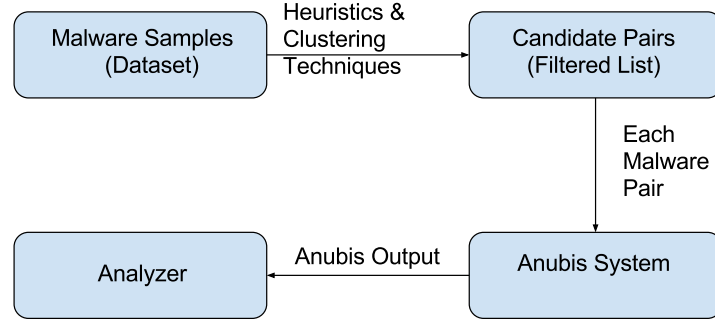 Malware Samples
(Dataset)
Heuristics &
Clustering
Techniques
Candidate Pairs
(Filtered List)
Each
Malware
Pair
Anubis System
Anubis Output
Analyzer